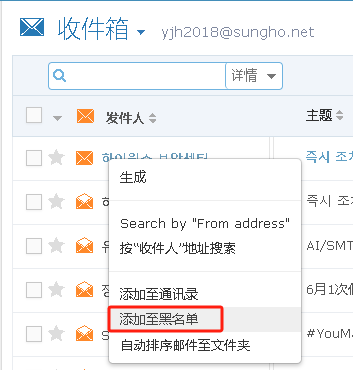 收件箱 yjh2018@sungho.net
详情
发件人 主题
하이웍스 보안센터 즉시 조치
즉시 조
AI/SMT
6月1次们
#YouMa
生成
Search by "From address"
按“收件人”地址搜索
添加至通讯录
添加至黑名单
自动排序邮件至文件夹